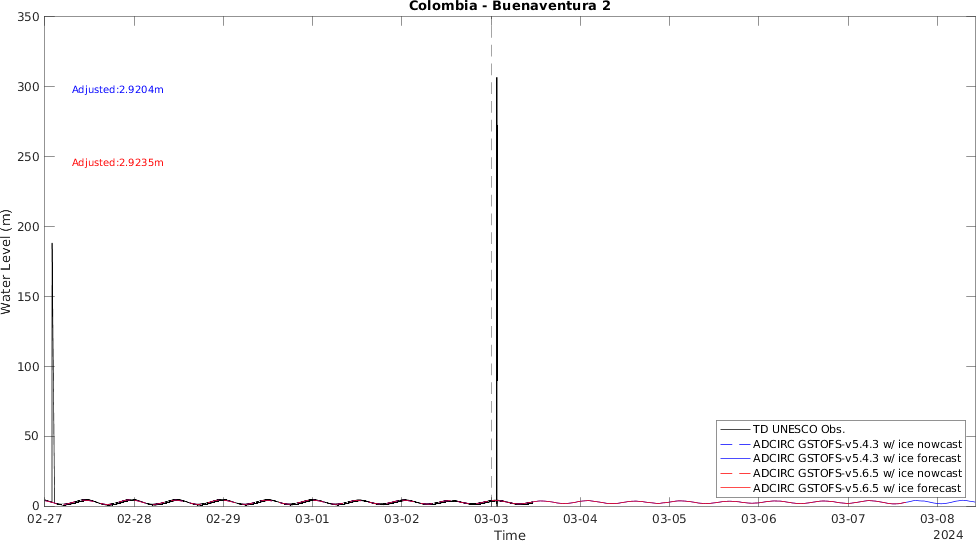 Colombia - Buenaventura 2
350
300
250
200
150
100
50
0
Water Level (m)
Adjusted:2.9204m
Adjusted:2.9235m
TD UNESCO Obs.
ADCIRC GSTOFS-v5.4.3 w/ ice nowcast
ADCIRC GSTOFS-v5.4.3 w/ ice forecast
ADCIRC GSTOFS-v5.6.5 w/ ice nowcast
ADCIRC GSTOFS-v5.6.5 w/ ice forecast
02-27 02-28 02-29 03-01 03-02 03-03 03-04 03-05 03-06 03-07 03-08
2024
Time